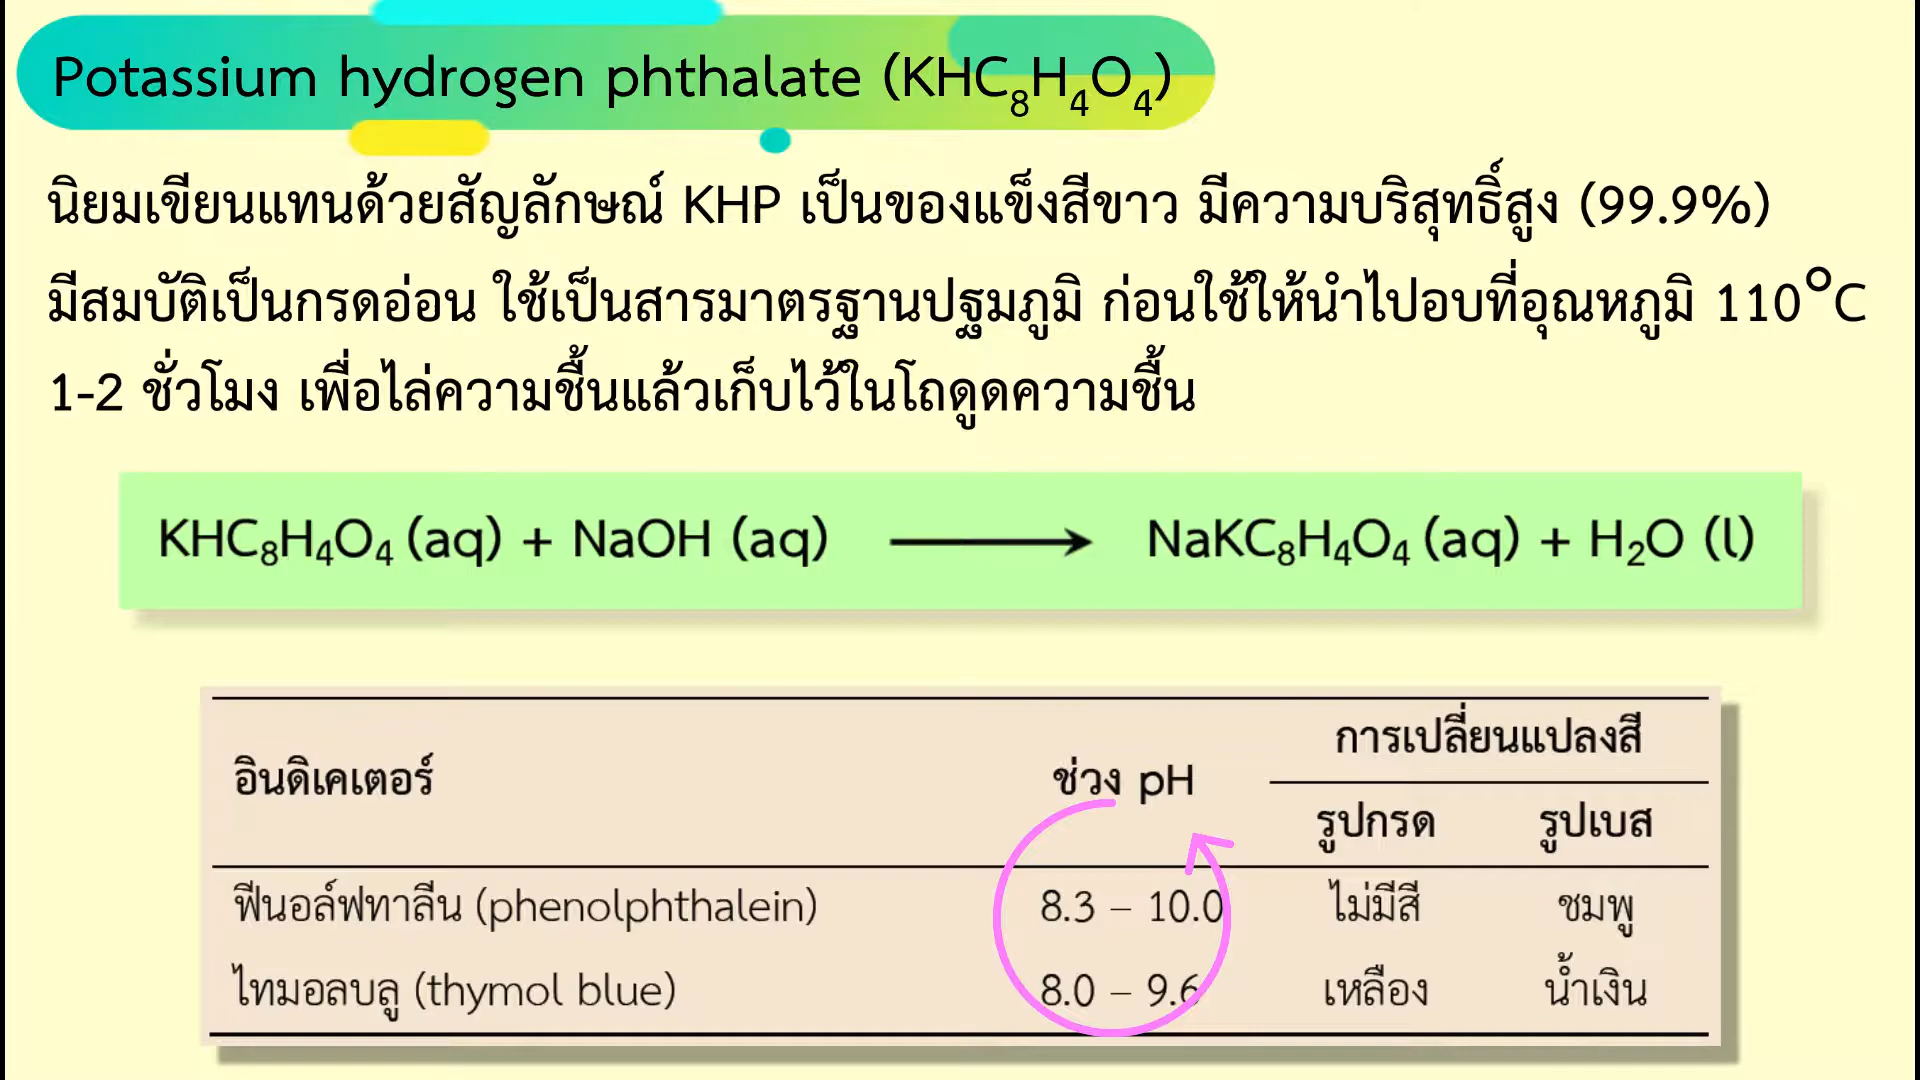 Potassium hydrogen phthalate (KHC₈H₄O₄)
นิยมเขียนแทนด้วยสัญลักษณ์ KHP เป็นของแข็งสีขาว มีความบริสุทธิ์สูง (99.9%)
มีสมบัติเป็นกรดอ่อน ใช้เป็นสารมาตรฐานปฐมภูมิ ก่อนใช้ให้นำไปอบที่อุณหภูมิ 110°C
1-2 ชั่วโมง เพื่อไล่ความชื้นแล้วเก็บไว้ในโถดูดความชื้น
KHC₈H₄O₄ (aq) + NaOH (aq) ⟶ NaKC₈H₄O₄ (aq) + H₂O (l)
การเปลี่ยนแปลงสี
อินดิเคเตอร์ ช่วง pH
รูปกรด รูปเบส
ฟีนอล์ฟทาลีน (phenolphthalein) 8.3 – 10.0 ไม่มีสี ชมพู
ไทมอลบลู (thymol blue) 8.0 – 9.6 เหลือง น้ำเงิน